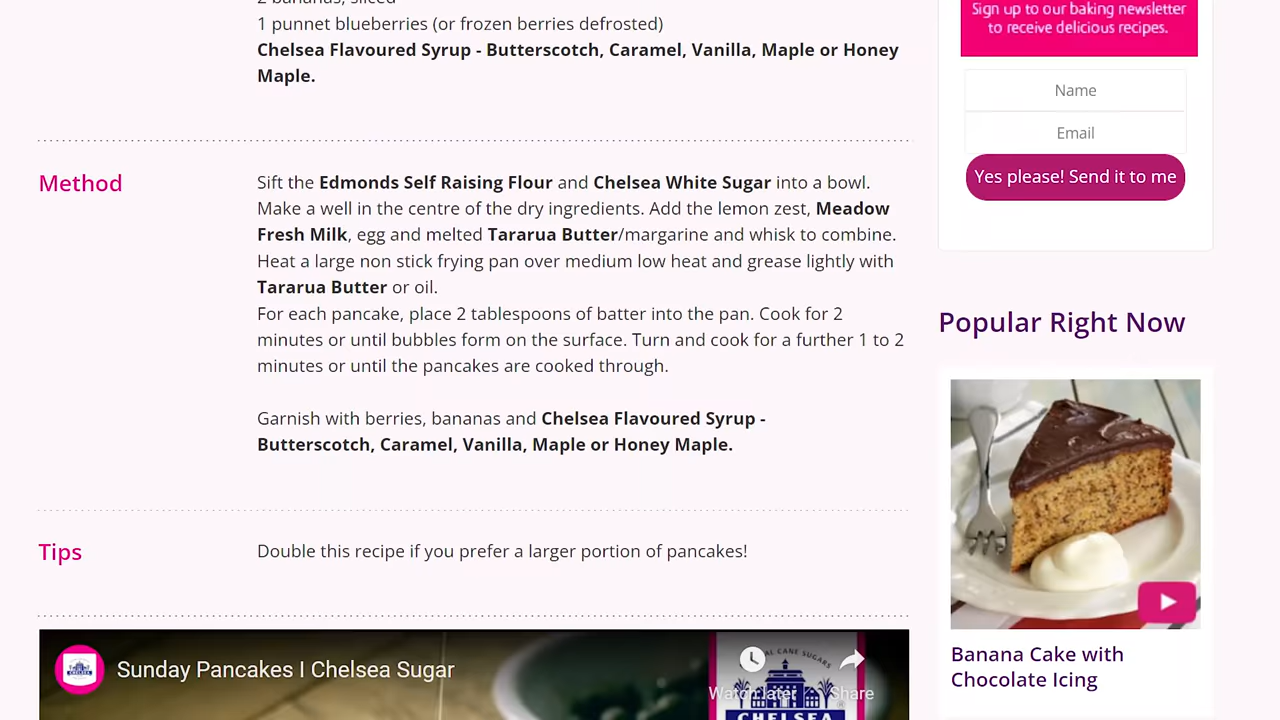 2 bananas, sliced
1 punnet blueberries (or frozen berries defrosted)
Chelsea Flavoured Syrup - Butterscotch, Caramel, Vanilla, Maple or Honey
Maple.
Method
Sift the Edmonds Self Raising Flour and Chelsea White Sugar into a bowl.
Make a well in the centre of the dry ingredients. Add the lemon zest, Meadow
Fresh Milk, egg and melted Tararua Butter/margarine and whisk to combine.
Heat a large non stick frying pan over medium low heat and grease lightly with
Tararua Butter or oil.
For each pancake, place 2 tablespoons of batter into the pan. Cook for 2
minutes or until bubbles form on the surface. Turn and cook for a further 1 to 2
minutes or until the pancakes are cooked through.
Garnish with berries, bananas and Chelsea Flavoured Syrup -
Butterscotch, Caramel, Vanilla, Maple or Honey Maple.
Tips
Double this recipe if you prefer a larger portion of pancakes!
Sunday Pancakes I Chelsea Sugar
Watch later
Share
CANE SUGARS
CHELSEA
Sign up to our baking newsletter
to receive delicious recipes.
Name
Email
Yes please! Send it to me
Popular Right Now
Banana Cake with
Chocolate Icing